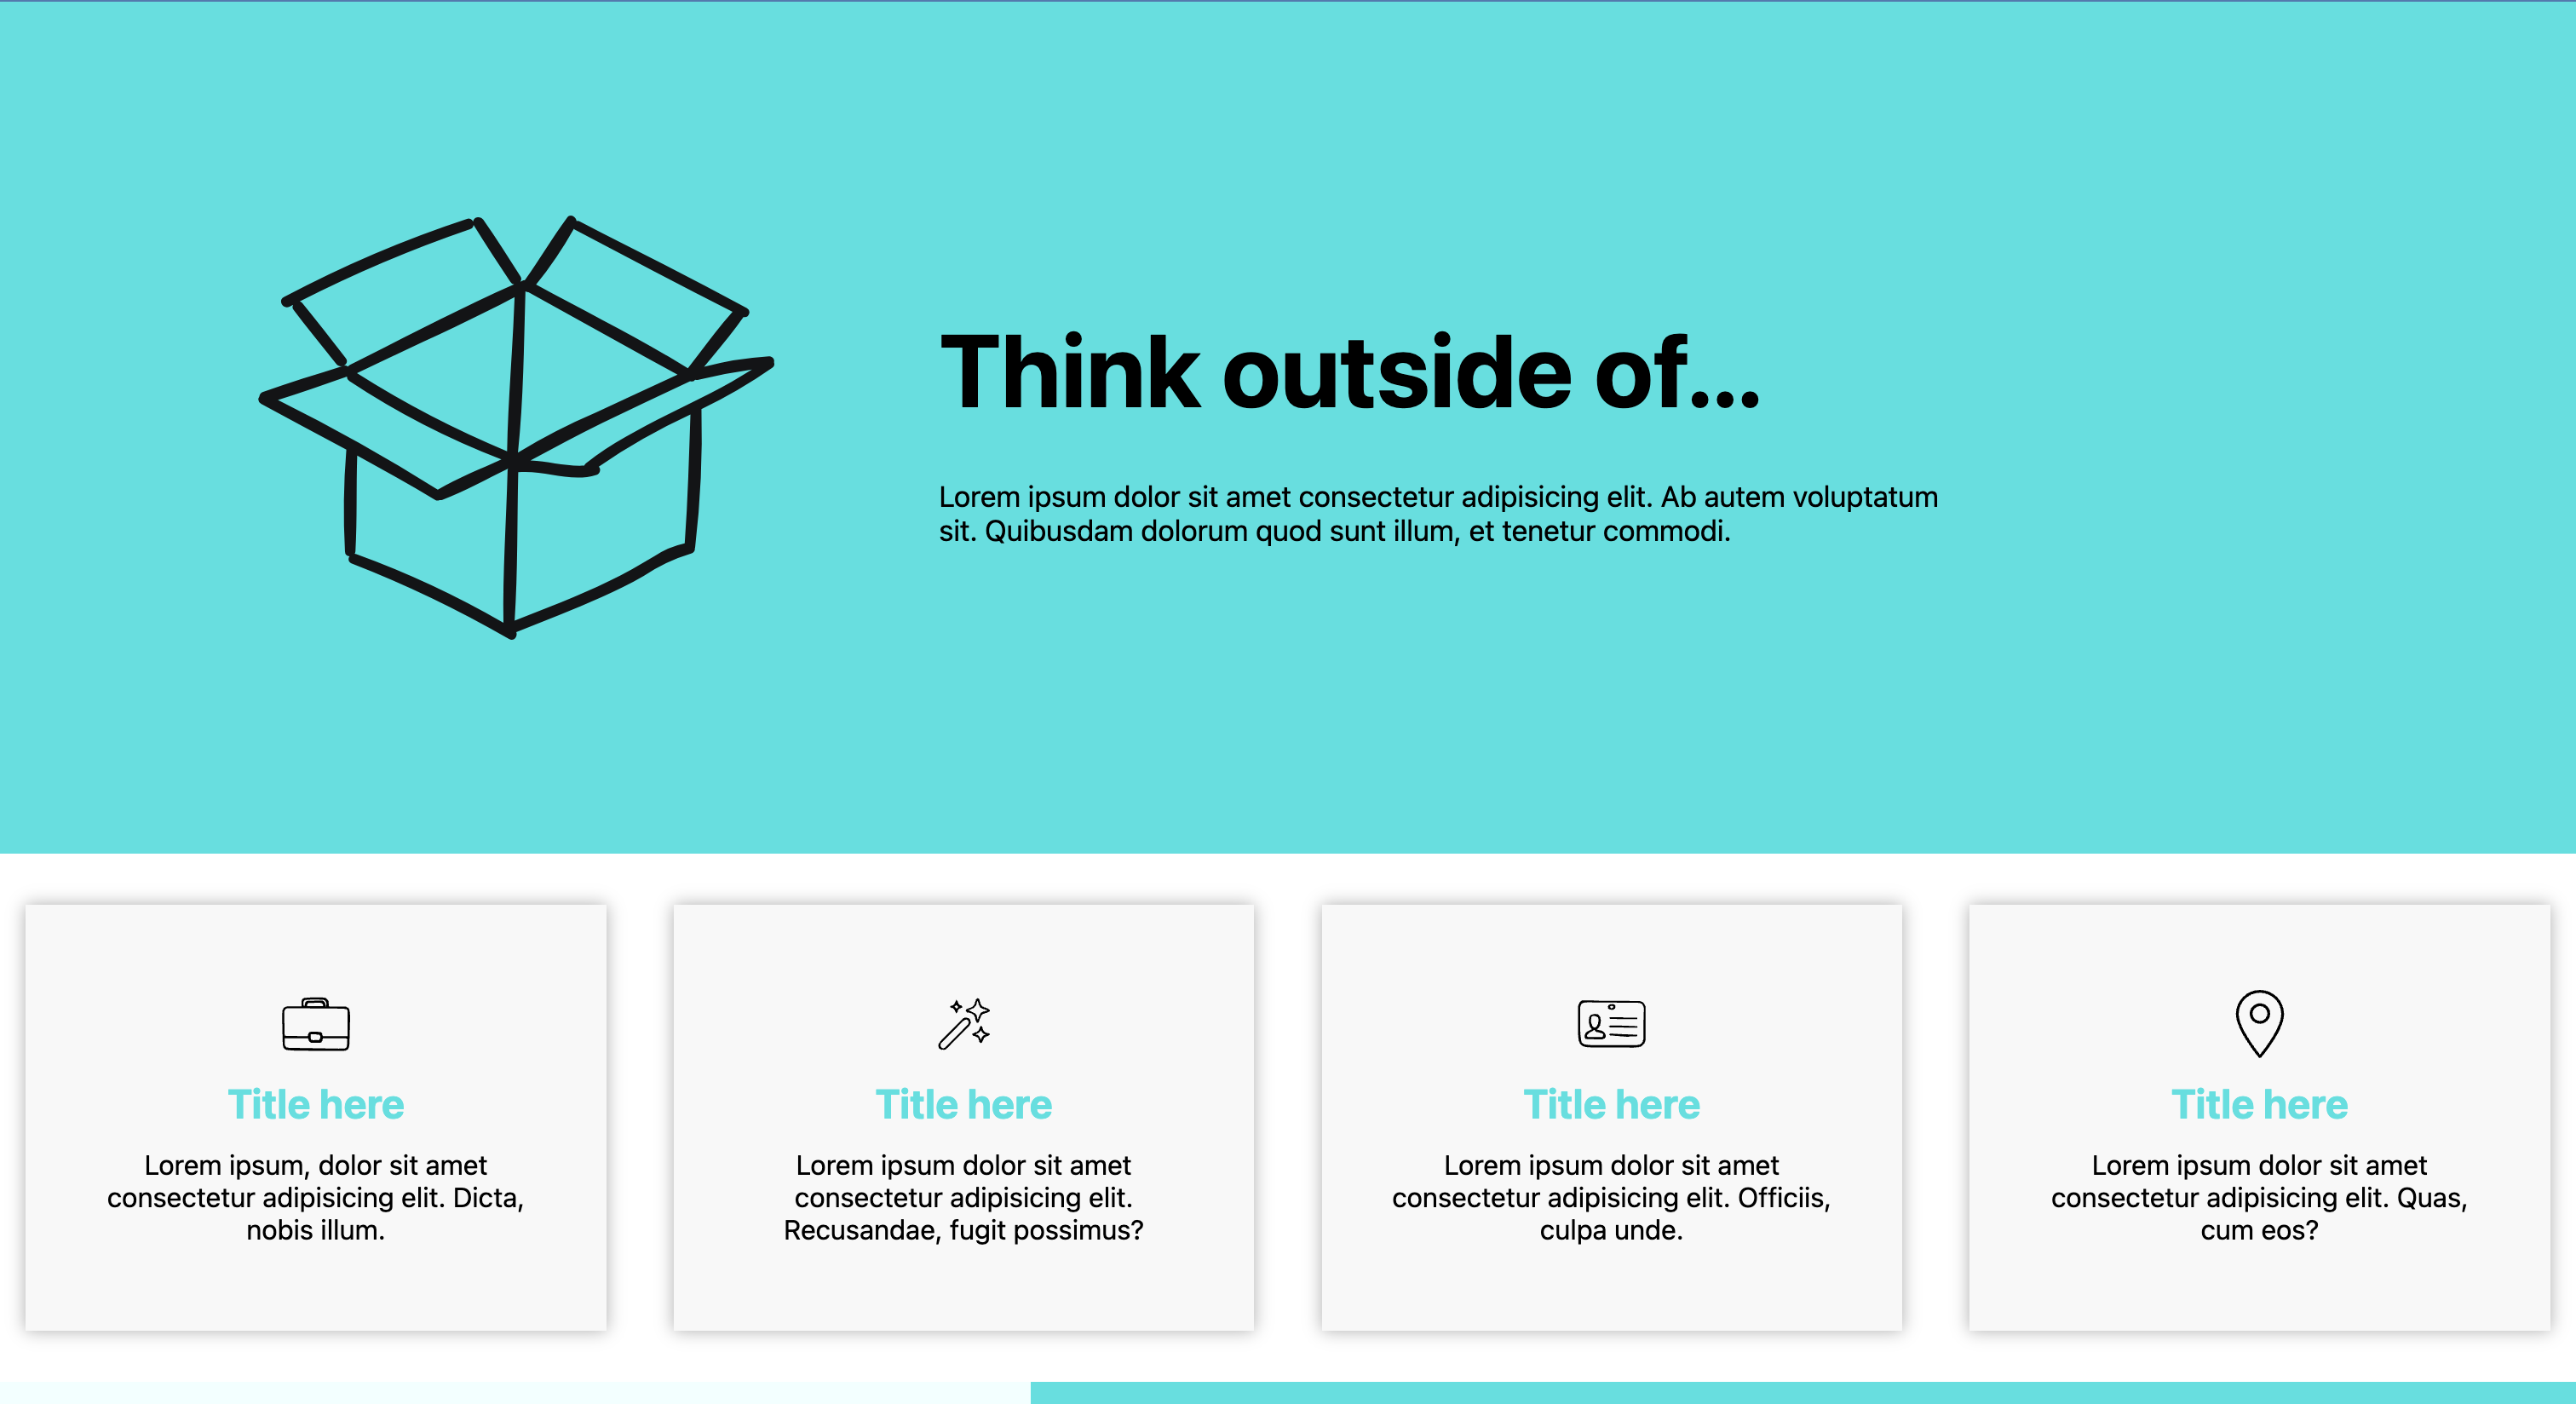 Think outside of...
Lorem ipsum dolor sit amet consectetur adipisicing elit. Ab autem voluptatum
sit. Quibusdam dolorum quod sunt illum, et tenetur commodi.
Title here
Lorem ipsum, dolor sit amet
consectetur adipisicing elit. Dicta,
nobis illum.
Title here
Lorem ipsum dolor sit amet
consectetur adipisicing elit.
Recusandae, fugit possimus?
Title here
Lorem ipsum dolor sit amet
consectetur adipisicing elit. Officiis,
culpa unde.
Title here
Lorem ipsum dolor sit amet
consectetur adipisicing elit. Quas,
cum eos?